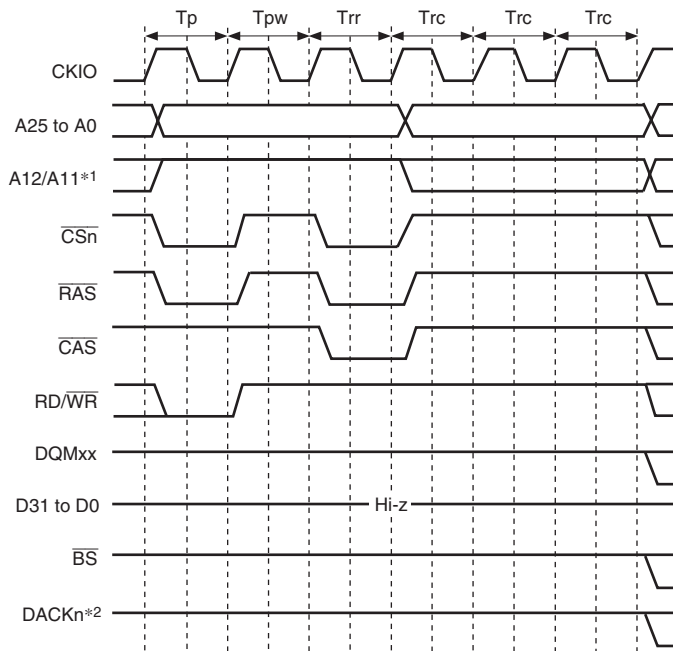 Tp Tpw Trr Trc Trc Trc
CKIO
A25 to A0
A12/A11*1
CSn
RAS
CAS
RD/WR
DQMxx
D31 to D0 Hi-z
BS
DACKn*2